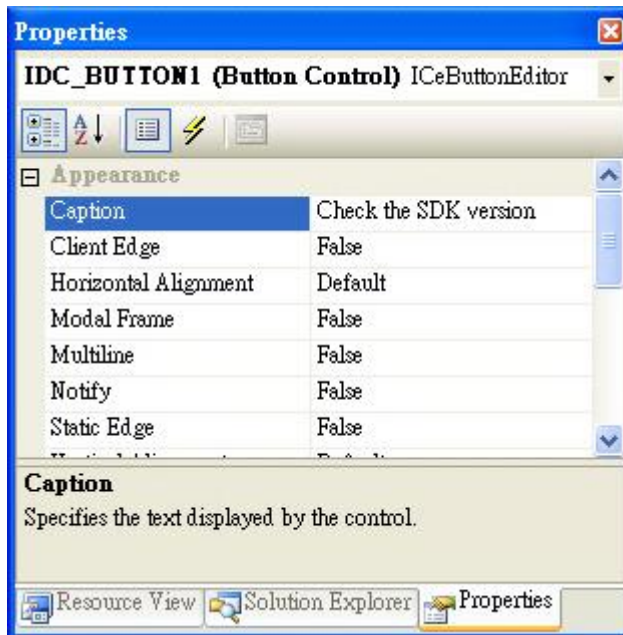 Properties
IDC_BUTTON1 (Button Control) ICeButtonEditor
Appearance
Caption Check the SDK version
Client Edge False
Horizontal Alignment Default
Modal Frame False
Multiline False
Notify False
Static Edge False
Caption
Specifies the text displayed by the control.
Resource View Solution Explorer Properties